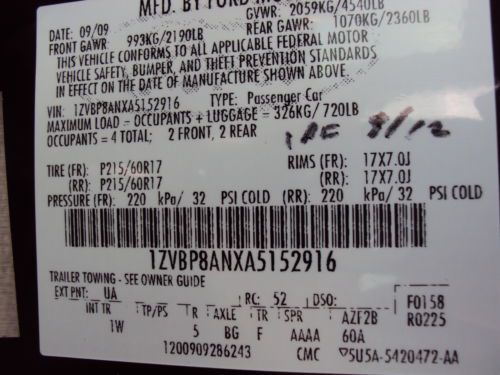 MFD. BY FORD MO
DATE: 09/09 GVWR: 2059KG/4540LB
FRONT GAWR: 993KG/2190LB REAR GAWR: 1070KG/2360LB
THIS VEHICLE CONFORMS TO ALL APPLICABLE FEDERAL MOTOR
VEHICLE SAFETY, BUMPER, AND THEFT PREVENTION STANDARDS
IN EFFECT ON THE DATE OF MANUFACTURE SHOWN ABOVE.
VIN: 1ZVBP8ANXA5152916 TYPE: Passenger Car
MAXIMUM LOAD = OCCUPANTS + LUGGAGE = 326KG/720LB
OCCUPANTS = 4 TOTAL; 2 FRONT, 2 REAR
TIRE (FR): P215/60R17 RIMS (FR): 17X7.0J
(RR): P215/60R17 (RR): 17X7.0J
PRESSURE (FR): 220 kPa/ 32 PSI COLD (RR): 220 kPa/ 32 PSI COLD
1ZVBP8ANXA5152916
TRAILER TOWING - SEE OWNER GUIDE
EXT PNT: UA RC: 52 DSO: F0158
INT TR TP/PS R AXLE TR SPR AZF2B R0225
1W 5 BG F AAAA 60A
1200909286243 CMC 5U5A-5420472-AA